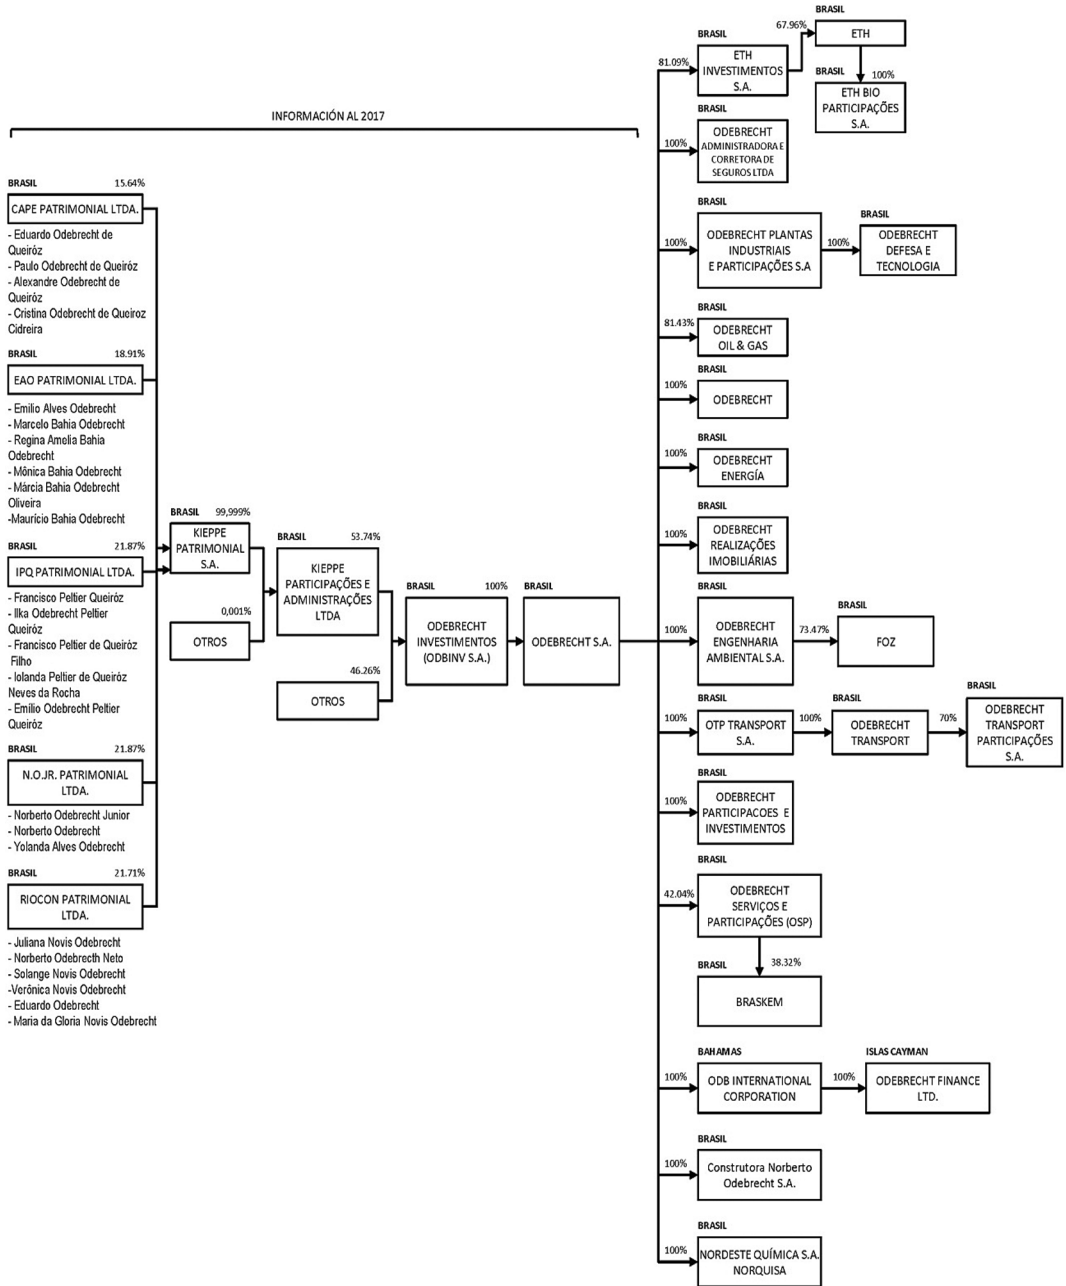 INFORMACIÓN AL 2017
BRASIL 15.64%
CAPE PATRIMONIAL LTDA.
- Eduardo Odebrecht de
Queiróz
- Paulo Odebrecht de Queiróz
- Alexandre Odebrecht de
Queiróz
- Cristina Odebrecht de Queiroz
Cidreira
BRASIL 18.91%
EAO PATRIMONIAL LTDA.
- Emilio Alves Odebrecht
- Marcelo Bahia Odebrecht
- Regina Amelia Bahia
Odebrecht
- Mônica Bahia Odebrecht
- Márcia Bahia Odebrecht
Oliveira
-Maurício Bahia Odebrecht
BRASIL 21.87%
IPQ PATRIMONIAL LTDA.
- Francisco Peltier Queiróz
- Ilka Odebrecht Peltier
Queiróz
- Francisco Peltier de Queiróz
Filho
- Iolanda Peltier de Queiróz
Neves da Rocha
- Emílio Odebrecht Peltier
Queiróz
BRASIL 21.87%
N.O.JR. PATRIMONIAL
LTDA.
- Norberto Odebrecht Junior
- Norberto Odebrecht
- Yolanda Alves Odebrecht
BRASIL 21.71%
RIOCON PATRIMONIAL
LTDA.
- Juliana Novis Odebrecht
- Norberto Odebrecth Neto
- Solange Novis Odebrecht
-Verônica Novis Odebrecht
- Eduardo Odebrecht
- Maria da Gloria Novis Odebrecht
BRASIL 99,999%
KIEPPE
PATRIMONIAL
S.A.
0,001%
OTROS
BRASIL 53.74%
KIEPPE
PARTICIPAÇÕES E
ADMINISTRAÇÕES
LTDA
46.26%
OTROS
BRASIL 100%
ODEBRECHT
INVESTIMENTOS
(ODBINV S.A.)
BRASIL
ODEBRECHT S.A.
81.09%
BRASIL
ETH
INVESTIMENTOS
S.A.
67.96%
BRASIL
ETH
BRASIL 100%
ETH BIO
PARTICIPAÇÕES
S.A.
100%
BRASIL
ODEBRECHT
ADMINISTRADORA E
CORRETORA DE
SEGUROS LTDA
100%
BRASIL
ODEBRECHT PLANTAS
INDUSTRIAIS
E PARTICIPAÇÕES S.A
100%
BRASIL
ODEBRECHT
DEFESA E
TECNOLOGIA
81.43%
BRASIL
ODEBRECHT
OIL & GAS
100%
BRASIL
ODEBRECHT
100%
BRASIL
ODEBRECHT
ENERGÍA
100%
BRASIL
ODEBRECHT
REALIZAÇÕES
IMOBILIÁRIAS
100%
BRASIL
ODEBRECHT
ENGENHARIA
AMBIENTAL S.A.
73.47%
BRASIL
FOZ
100%
BRASIL
OTP TRANSPORT
S.A.
100%
BRASIL
ODEBRECHT
TRANSPORT
70%
BRASIL
ODEBRECHT
TRANSPORT
PARTICIPAÇÕES
S.A.
100%
BRASIL
ODEBRECHT
PARTICIPACOES E
INVESTIMENTOS
42.04%
BRASIL
ODEBRECHT
SERVIÇOS E
PARTICIPAÇÕES (OSP)
38.32%
BRASIL
BRASKEM
100%
BAHAMAS
ODB INTERNATIONAL
CORPORATION
100%
ISLAS CAYMAN
ODEBRECHT FINANCE
LTD.
100%
BRASIL
Construtora Norberto
Odebrecht S.A.
100%
BRASIL
NORDESTE QUÍMICA S.A.
NORQUISA